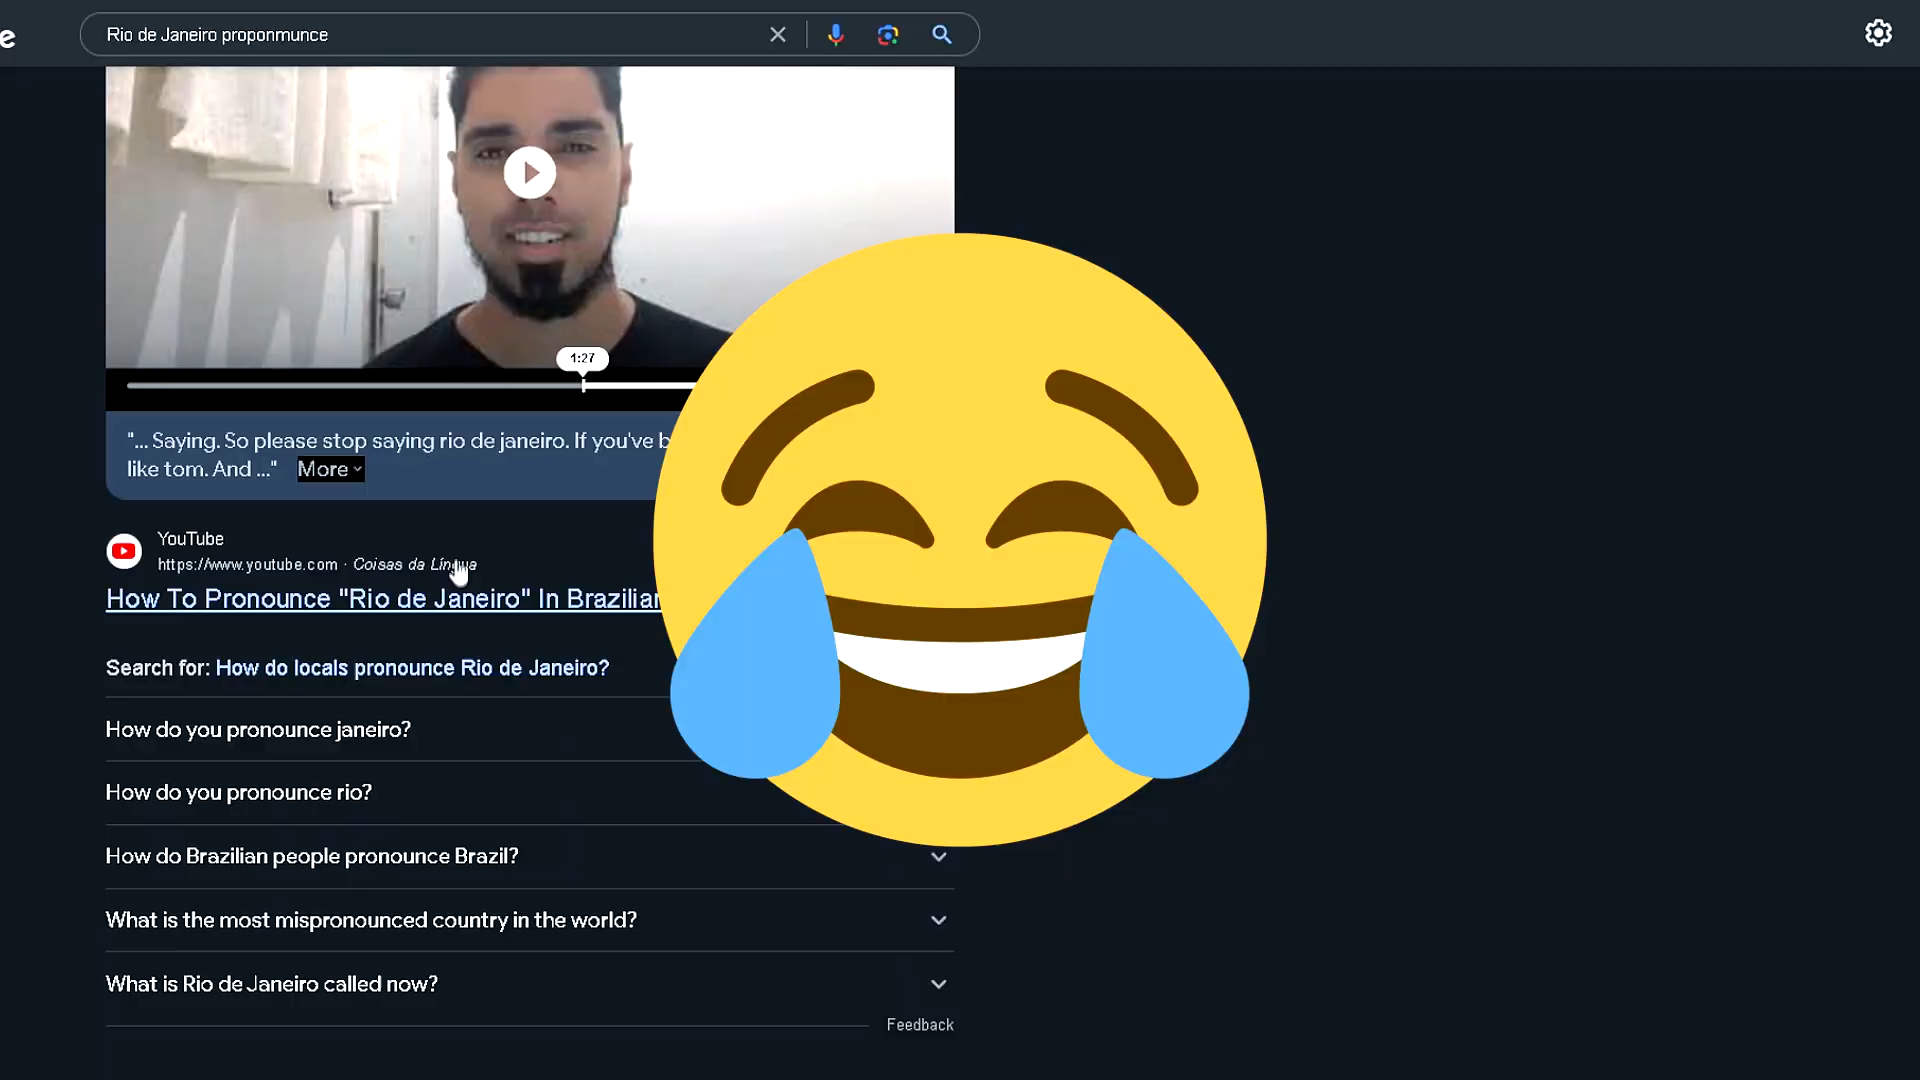 e
Rio de Janeiro proponmunce
1:27
"... Saying. So please stop saying rio de janeiro. If you've b
like tom. And ..." More
YouTube
https://www.youtube.com · Coisas da Língua
How To Pronounce "Rio de Janeiro" In Brazilian
Search for: How do locals pronounce Rio de Janeiro?
How do you pronounce janeiro?
How do you pronounce rio?
How do Brazilian people pronounce Brazil?
What is the most mispronounced country in the world?
What is Rio de Janeiro called now?
Feedback